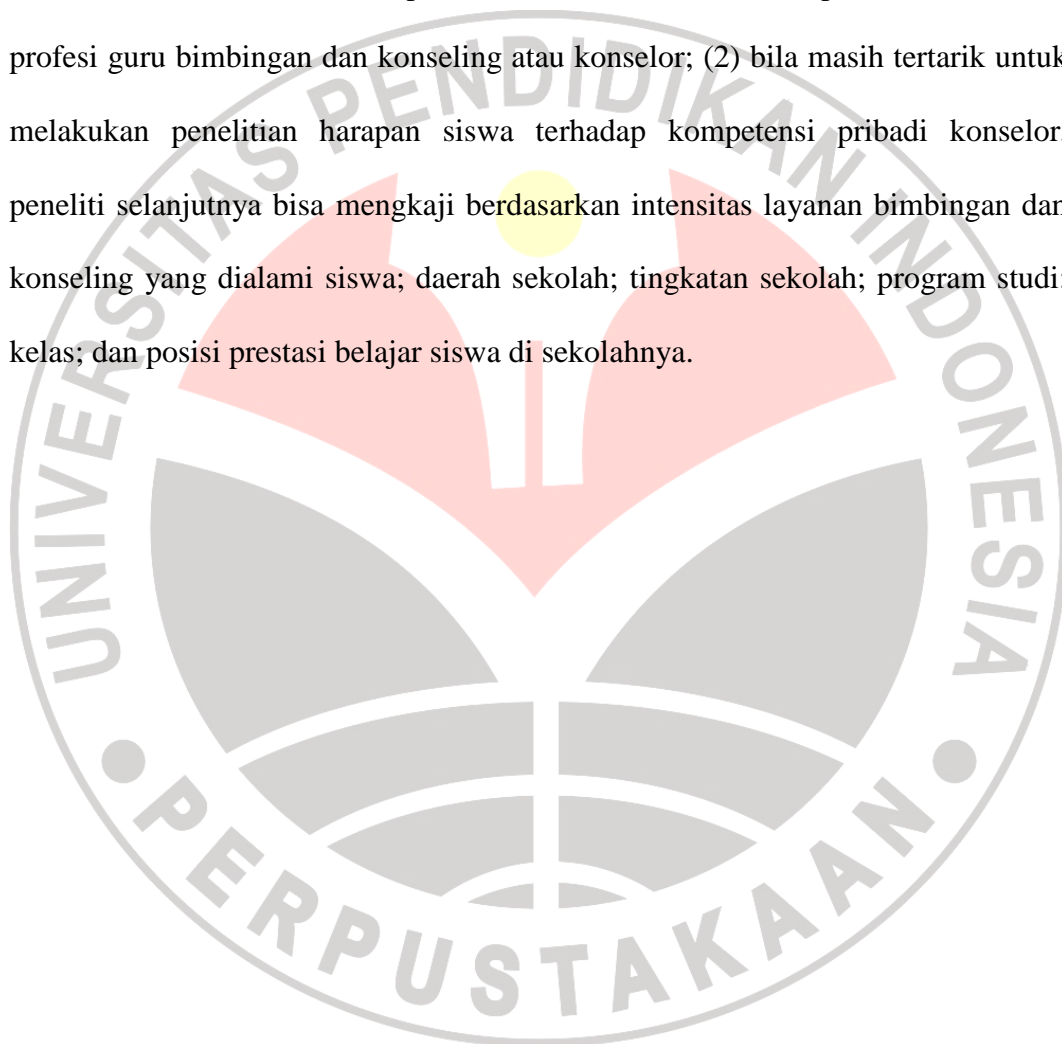 profesi guru bimbingan dan konseling atau konselor; (2) bila masih tertarik untuk
melakukan penelitian harapan siswa terhadap kompetensi pribadi konselor,
peneliti selanjutnya bisa mengkaji berdasarkan intensitas layanan bimbingan dan
konseling yang dialami siswa; daerah sekolah; tingkatan sekolah; program studi;
kelas; dan posisi prestasi belajar siswa di sekolahnya.
UNIVERSITAS PENDIDIKAN INDONESIA
PERPUSTAKAAN